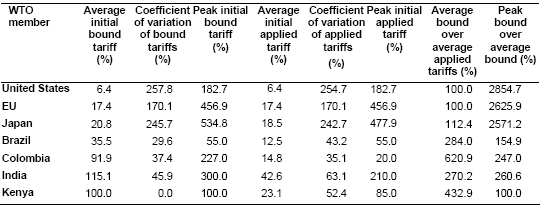 WTO member Average initial bound tariff (%) Coefficient of variation of bound tariffs (%) Peak initial bound tariff (%) Average initial applied tariff (%) Coefficient of variation of applied tariffs (%) Peak initial applied tariff (%) Average bound over average applied tariffs (%) Peak bound over average bound (%)
United States 6.4 257.8 182.7 6.4 254.7 182.7 100.0 2854.7
EU 17.4 170.1 456.9 17.4 170.1 456.9 100.0 2625.9
Japan 20.8 245.7 534.8 18.5 242.7 477.9 112.4 2571.2
Brazil 35.5 29.6 55.0 12.5 43.2 55.0 284.0 154.9
Colombia 91.9 37.4 227.0 14.8 35.1 20.0 620.9 247.0
India 115.1 45.9 300.0 42.6 63.1 210.0 270.2 260.6
Kenya 100.0 0.0 100.0 23.1 52.4 85.0 432.9 100.0